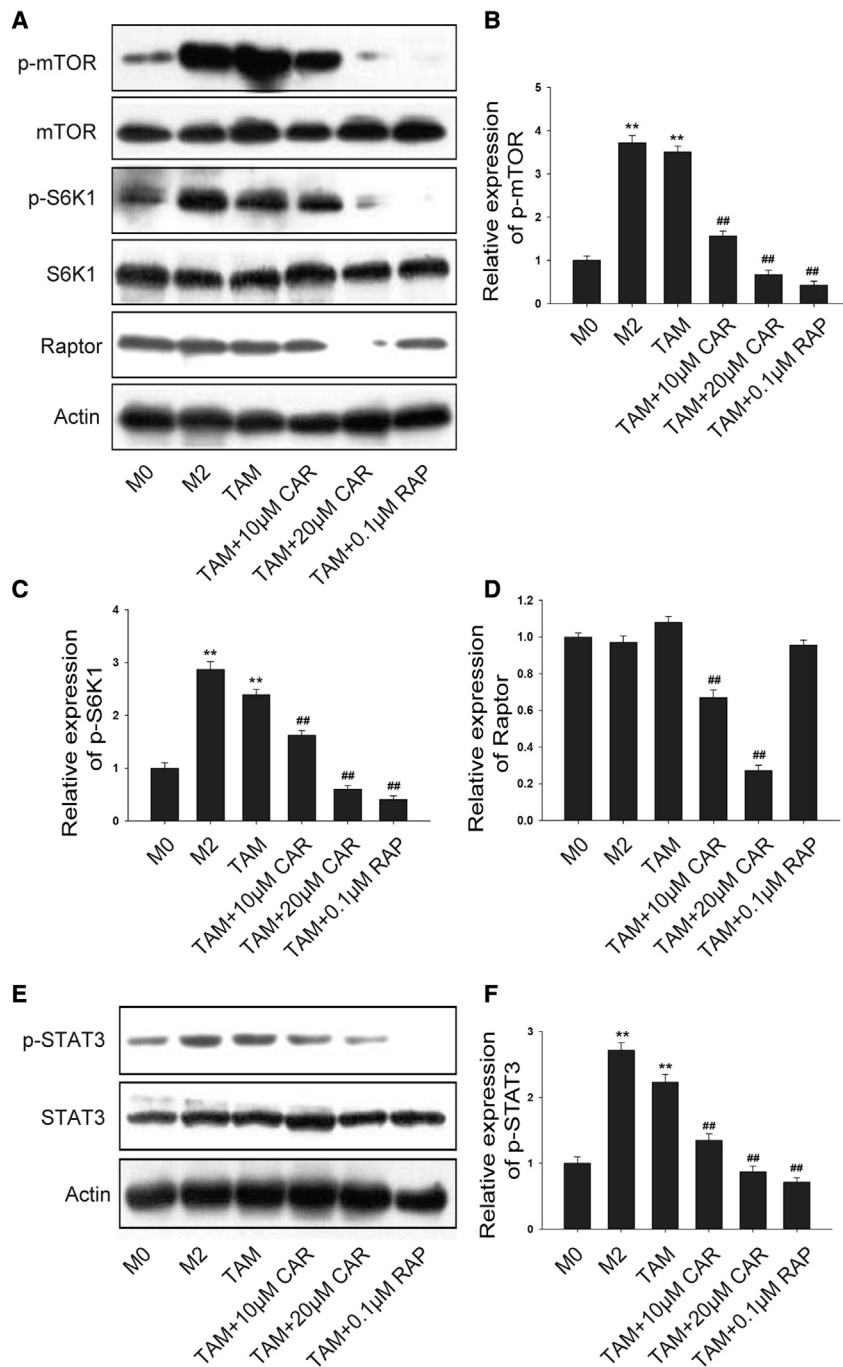 A
p-mTOR
mTOR
p-S6K1
S6K1
Raptor
Actin
M0
M2
TAM
TAM+10μM CAR
TAM+20μM CAR
TAM+0.1μM RAP
B
Relative expression
of p-mTOR
5
4
3
2
1
0
**
**
##
##
##
M0
M2
TAM
TAM+10μM CAR
TAM+20μM CAR
TAM+0.1μM RAP
C
Relative expression
of p-S6K1
4
3
2
1
0
**
**
##
##
##
M0
M2
TAM
TAM+10μM CAR
TAM+20μM CAR
TAM+0.1μM RAP
D
Relative expression
of Raptor
1.2
1.0
0.8
0.6
0.4
0.2
0.0
##
##
M0
M2
TAM
TAM+10μM CAR
TAM+20μM CAR
TAM+0.1μM RAP
E
p-STAT3
STAT3
Actin
M0
M2
TAM
TAM+10μM CAR
TAM+20μM CAR
TAM+0.1μM RAP
F
Relative expression
of p-STAT3
3
2
1
0
**
**
##
##
##
M0
M2
TAM
TAM+10μM CAR
TAM+20μM CAR
TAM+0.1μM RAP